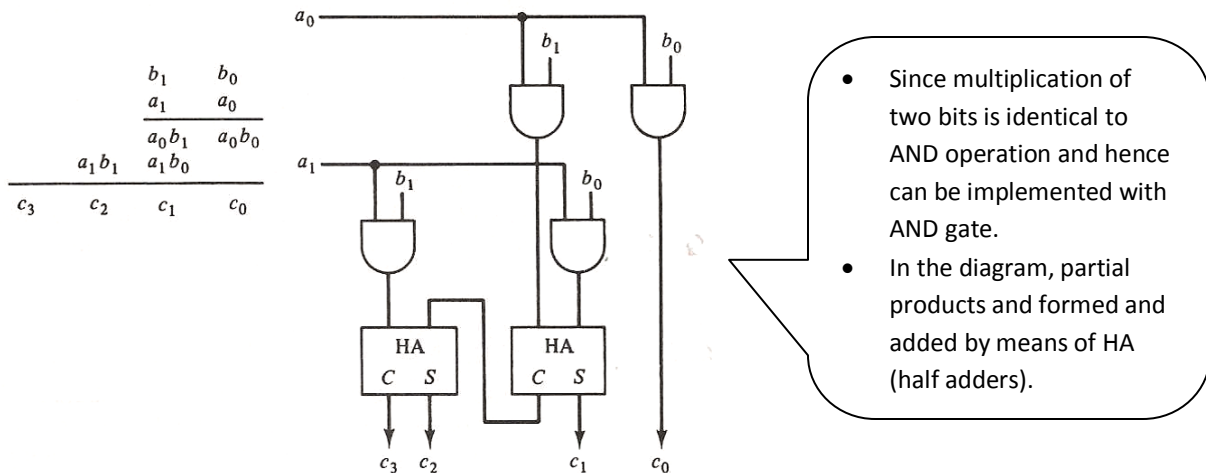 b₁ b₀
a₁ a₀
a₀b₁ a₀b₀
a₁b₁ a₁b₀
c₃ c₂ c₁ c₀
a₀
b₁ b₀
a₁
b₁ b₀
HA HA
C S C S
c₃ c₂ c₁ c₀
• Since multiplication of
two bits is identical to
AND operation and hence
can be implemented with
AND gate.
• In the diagram, partial
products and formed and
added by means of HA
(half adders).